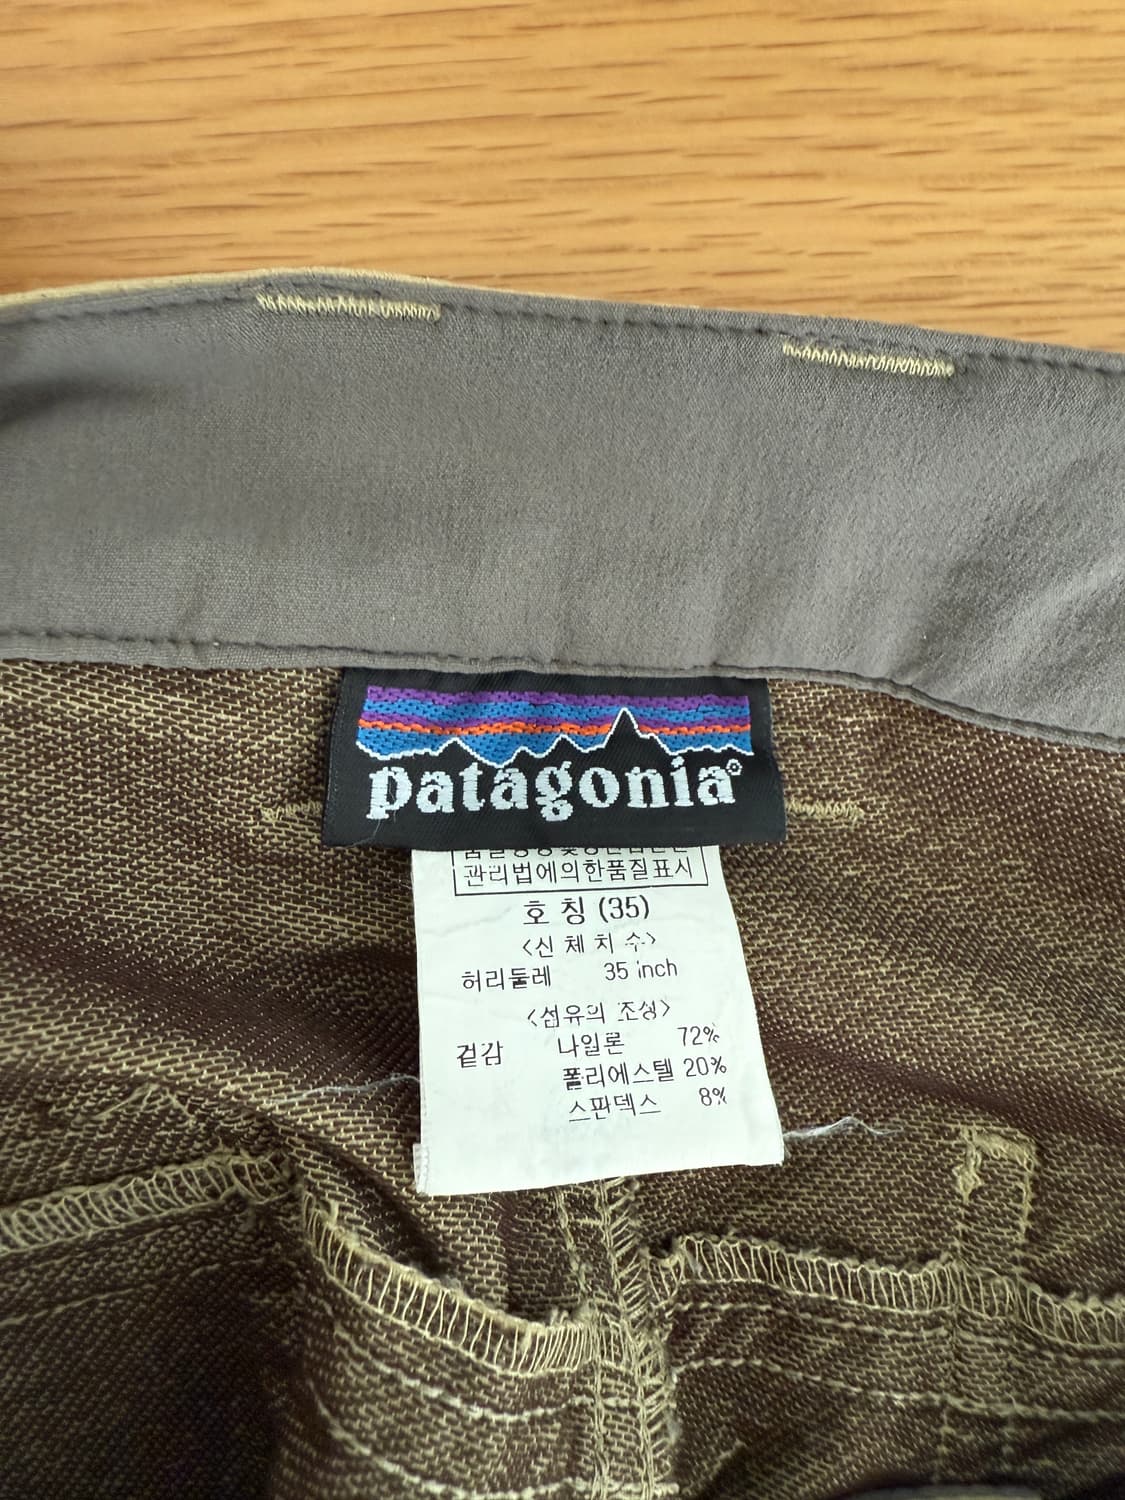 patagonia®
관리법에의한품질표시
호 칭 (35)
<신 체 치 수>
허리둘레 35 inch
<섬유의 조성>
겉감 나일론 72%
폴리에스텔 20%
스판덱스 8%